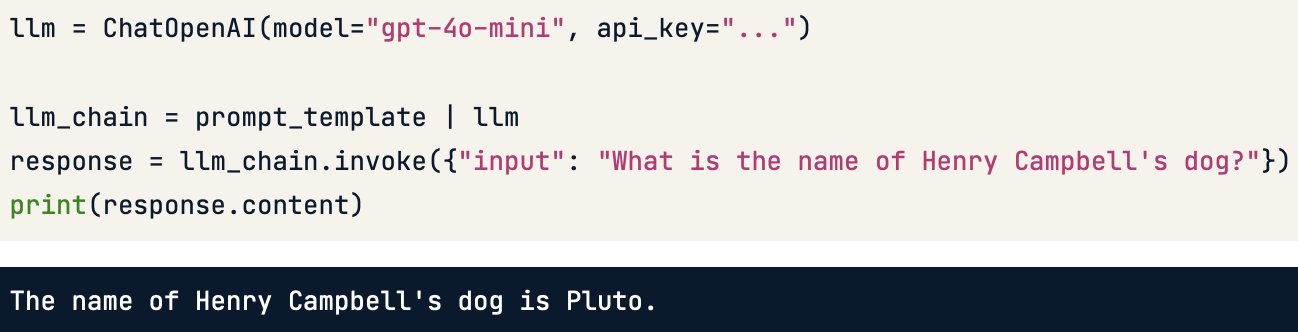 llm = ChatOpenAI(model="gpt-4o-mini", api_key="...")
llm_chain = prompt_template | llm
response = llm_chain.invoke({"input": "What is the name of Henry Campbell's dog?"})
print(response.content)
The name of Henry Campbell's dog is Pluto.